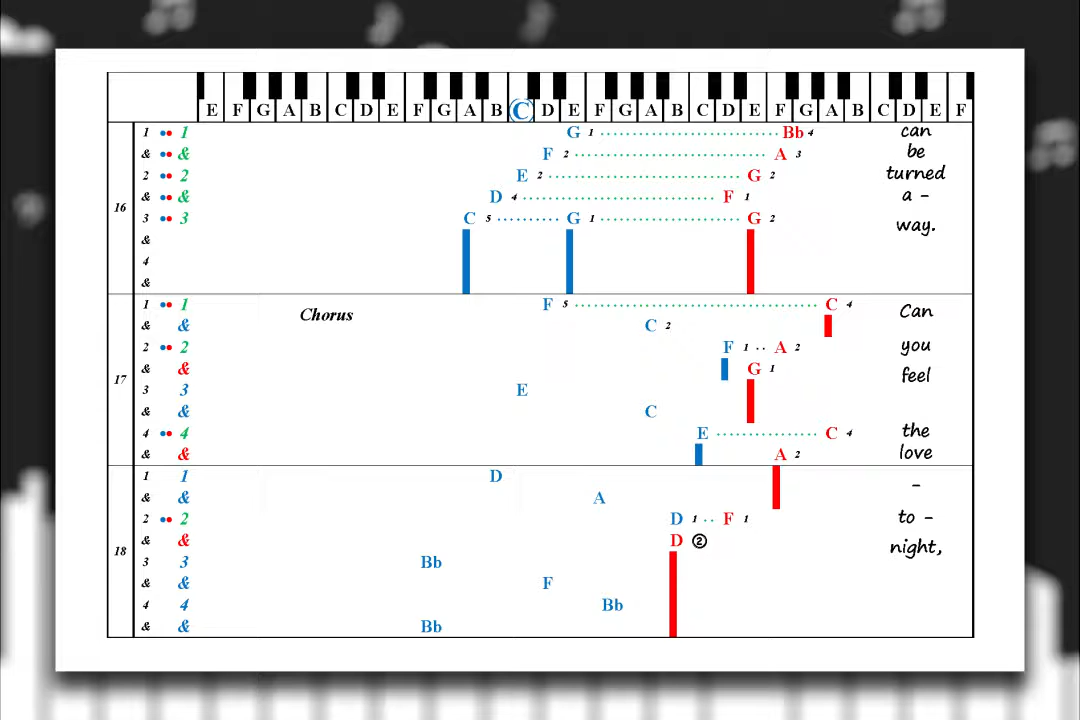 E F G A B C D E F G A B C D E F G A B C D E F G A B C D E F
16
1 1 G 1 Bb 4 can
& & F 2 A 3 be
2 2 E 2 G 2 turned
& & D 4 F 1 a -
3 3 C 5 G 1 G 2 way.
&
4
&
17
Chorus
1 1 F 5 C 4 Can
& & C 2
2 2 F 1 A 2 you
& & G 1 feel
3 3 E
& & C
4 4 E C 4 the
& & A 2 love
18
1 1 D -
& & A
2 2 D 1 F 1 to -
& & D ② night,
3 3 Bb
& & F
4 4 Bb
& & Bb